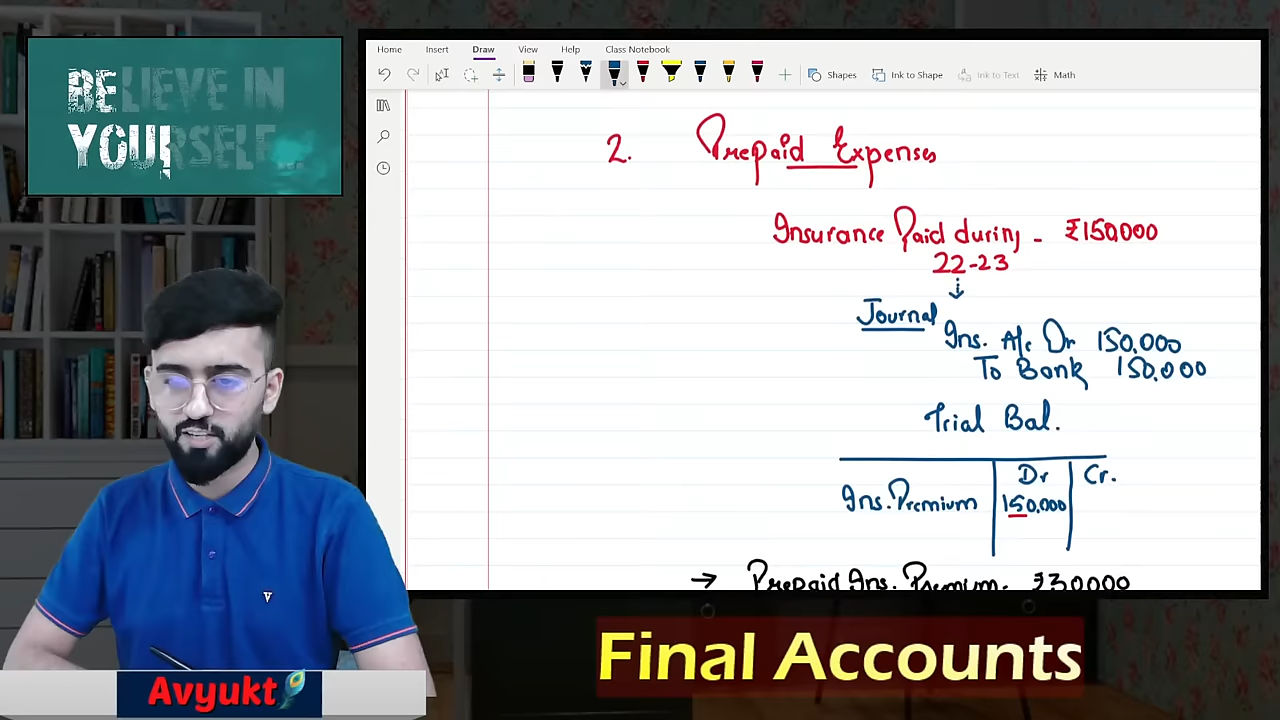 BELIEVE IN
YOURSELF...
Home Insert Draw View Help Class Notebook
Shapes Ink to Shape Ink to Text Math
2. Prepaid Expenses
Insurance Paid during - ₹150000
22-23
Journal
Ins. A/c Dr 150,000
To Bank 150,000
Trial Bal.
Dr Cr.
Ins. Premium 150,000
→ Prepaid Ins. Premium - ₹30000
Final Accounts
Avyukt